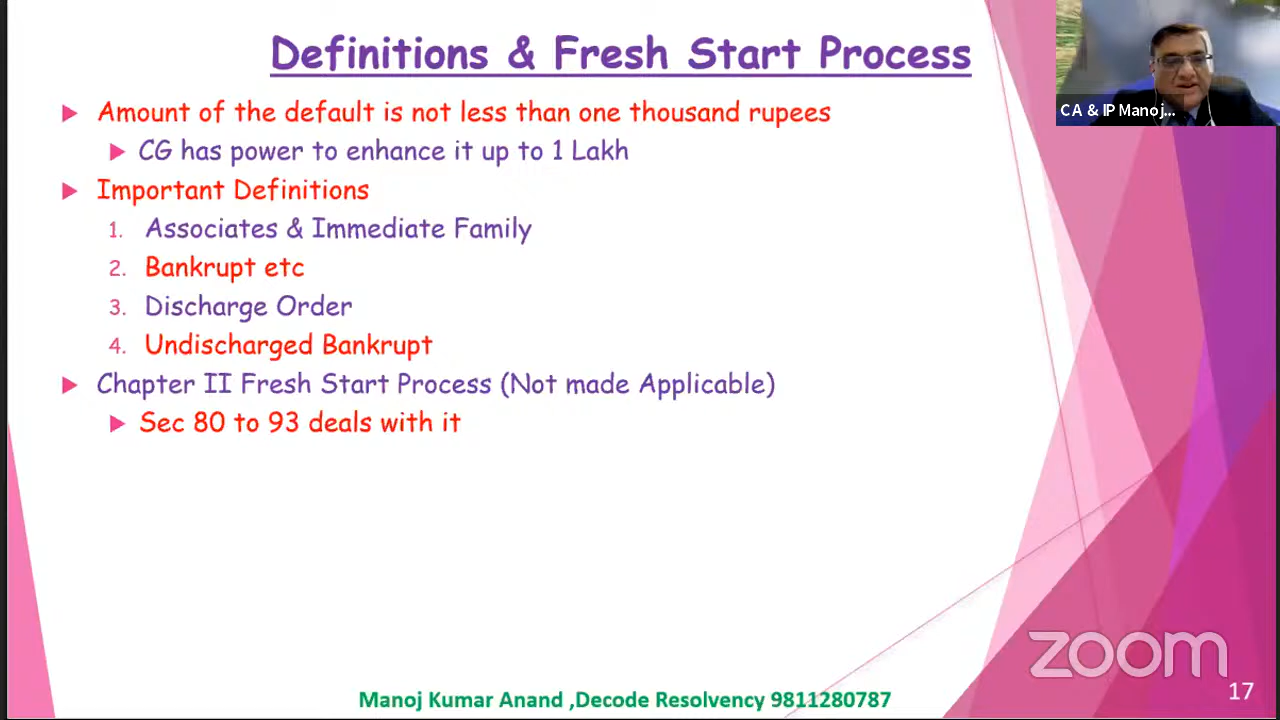 Definitions & Fresh Start Process
Amount of the default is not less than one thousand rupees
CG has power to enhance it up to 1 Lakh
Important Definitions
1. Associates & Immediate Family
2. Bankrupt etc
3. Discharge Order
4. Undischarged Bankrupt
Chapter II Fresh Start Process (Not made Applicable)
Sec 80 to 93 deals with it
CA & IP Manoj...
zoom
Manoj Kumar Anand ,Decode Resolvency 9811280787
17